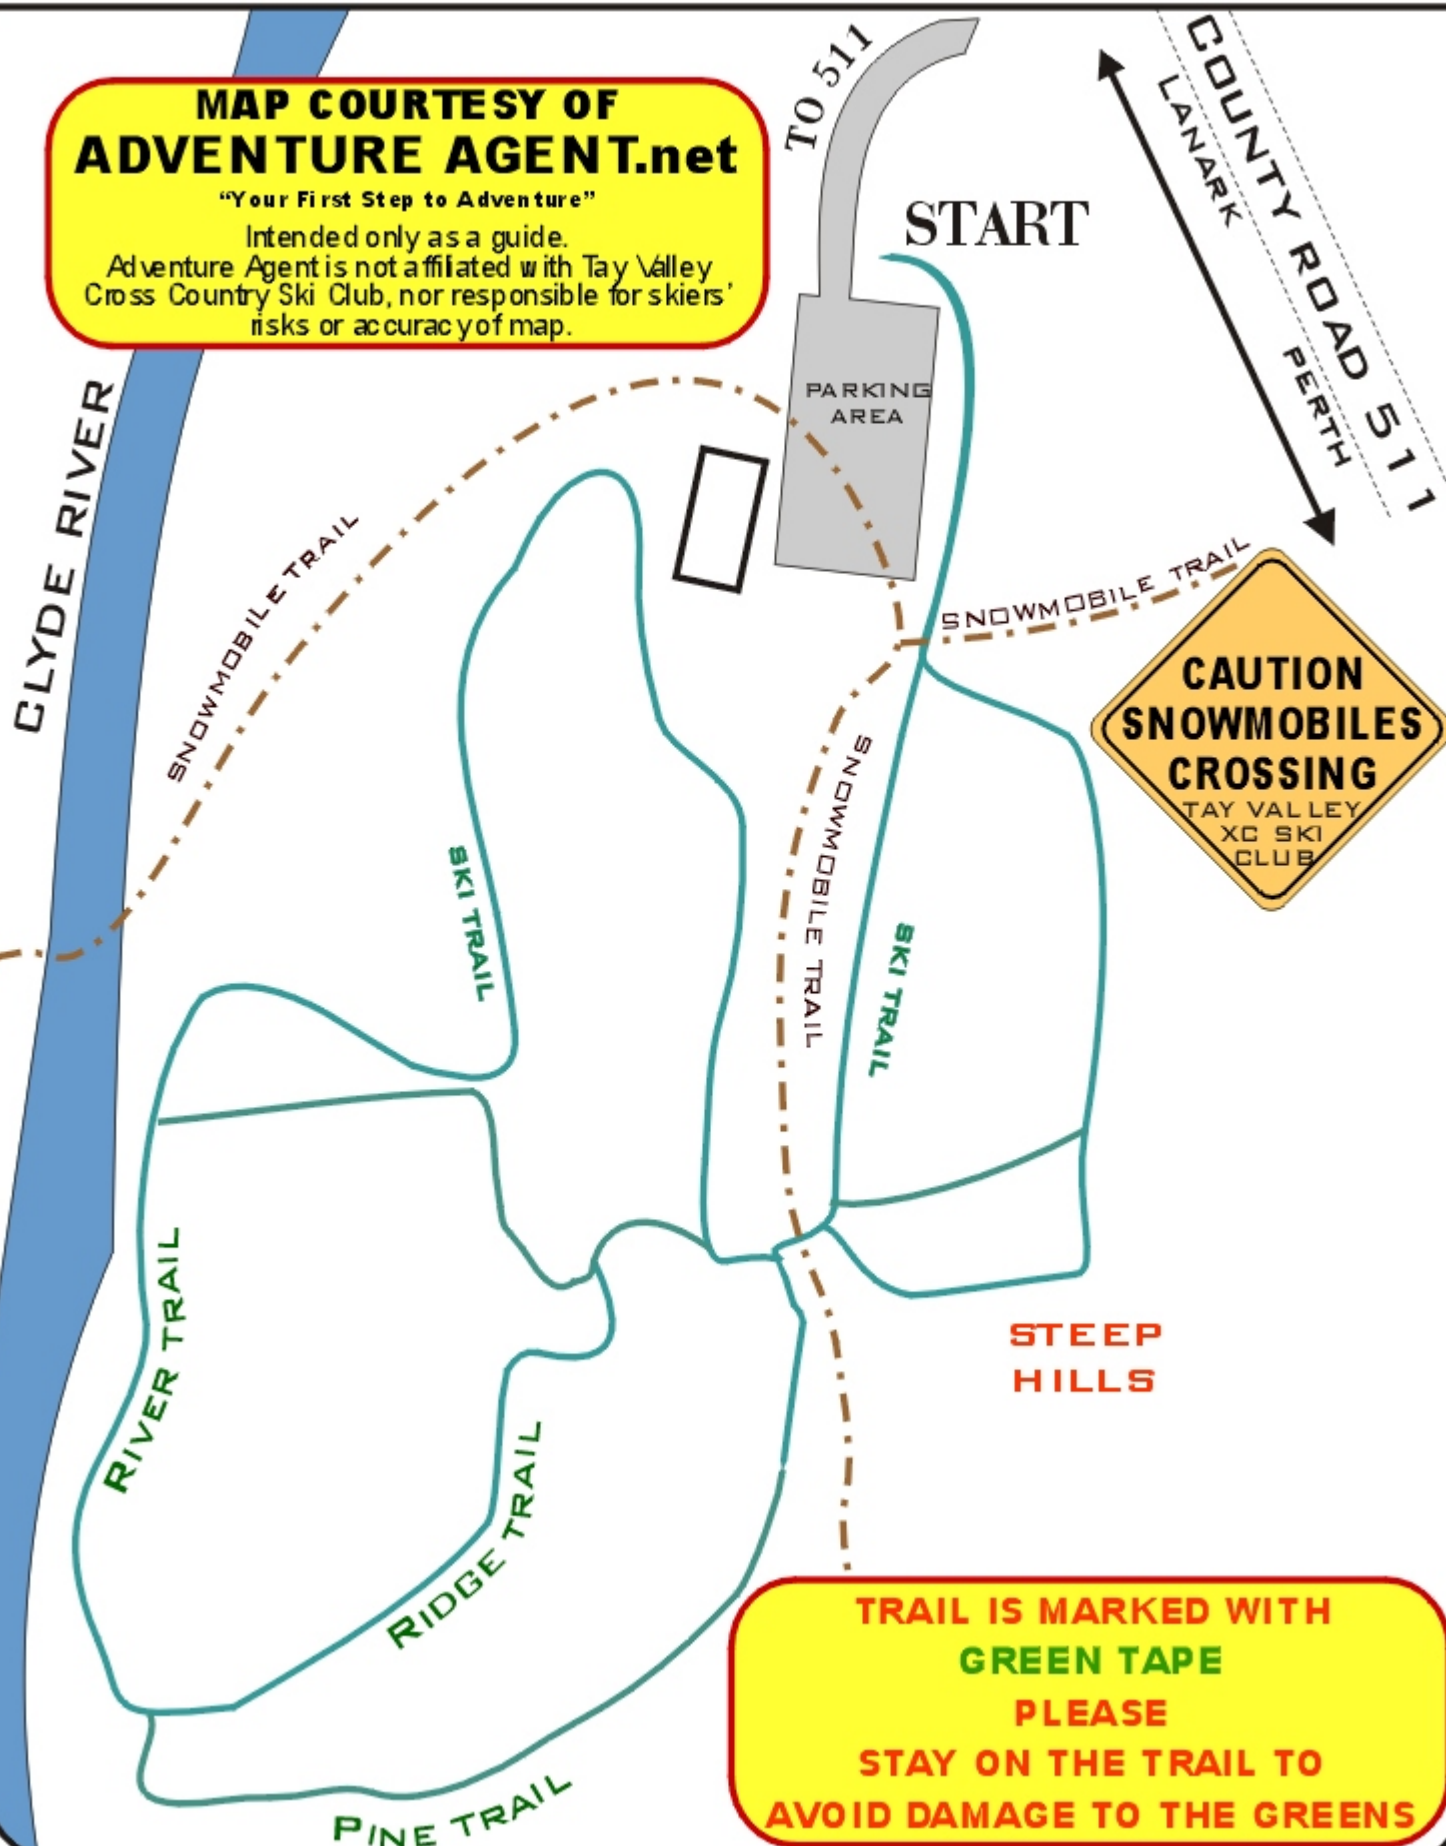 MAP COURTESY OF
ADVENTURE AGENT.net
“Your First Step to Adventure”
Intended only as a guide.
Adventure Agent is not affiliated with Tay Valley
Cross Country Ski Club, nor responsible for skiers’
risks or accuracy of map.
TO 511
START
COUNTY ROAD 511
LANARK
PERTH
PARKING
AREA
CLYDE RIVER
SNOWMOBILE TRAIL
SNOWMOBILE TRAIL
CAUTION
SNOWMOBILES
CROSSING
TAY VALLEY
XC SKI
CLUB
SNOWMOBILE TRAIL
SKI TRAIL
SKI TRAIL
RIVER TRAIL
STEEP
HILLS
RIDGE TRAIL
PINE TRAIL
TRAIL IS MARKED WITH
GREEN TAPE
PLEASE
STAY ON THE TRAIL TO
AVOID DAMAGE TO THE GREENS